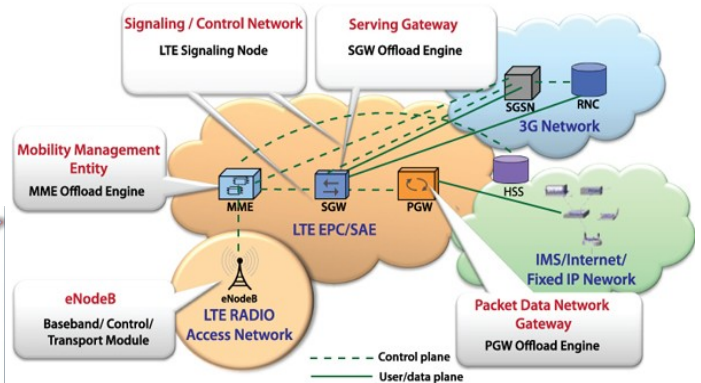 Signaling / Control Network
LTE Signaling Node
Serving Gateway
SGW Offload Engine
SGSN
RNC
3G Network
Mobility Management
Entity
MME Offload Engine
MME
SGW
PGW
HSS
LTE EPC/SAE
IMS/Internet/
Fixed IP Nework
eNodeB
Baseband/ Control/
Transport Module
eNodeB
LTE RADIO
Access Network
Packet Data Network
Gateway
PGW Offload Engine
Control plane
User/data plane